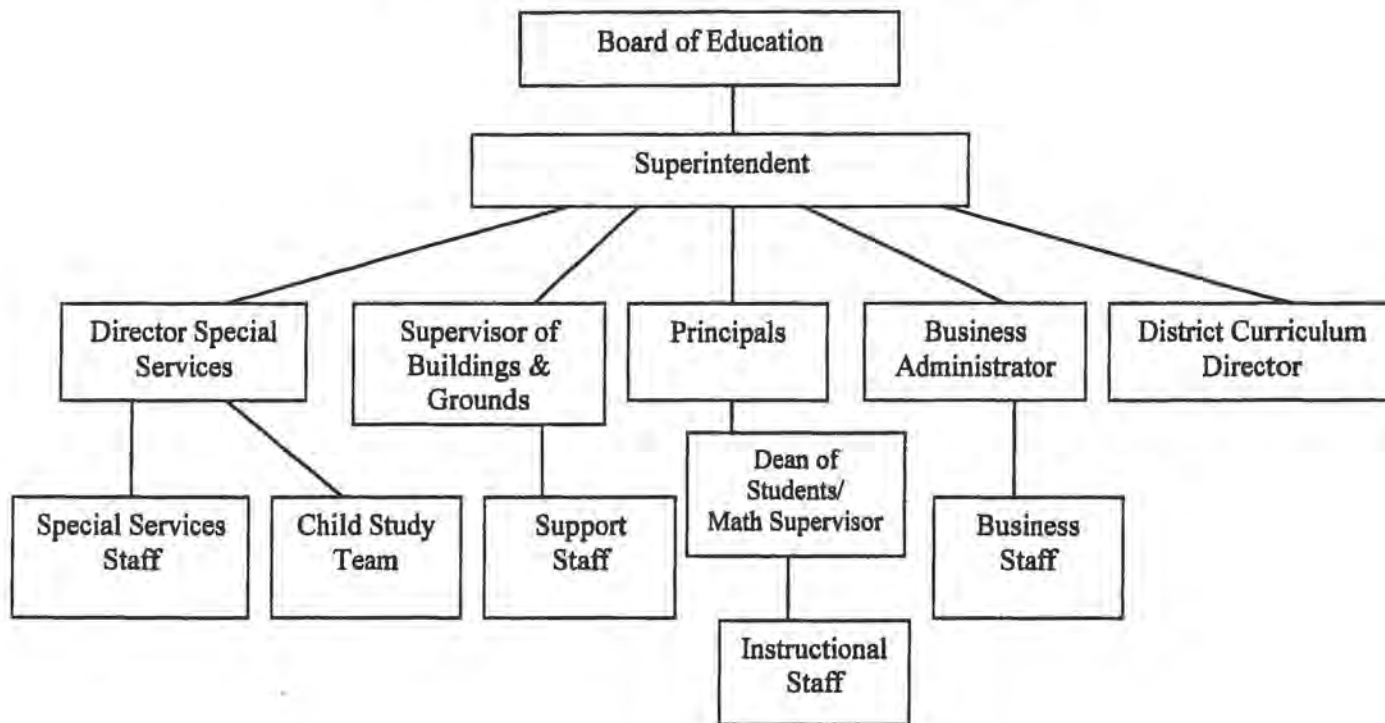 Board of Education
Superintendent
Director Special
Services
Supervisor of
Buildings &
Grounds
Principals
Business
Administrator
District Curriculum
Director
Dean of
Students/
Math Supervisor
Special Services
Staff
Child Study
Team
Support
Staff
Business
Staff
Instructional
Staff